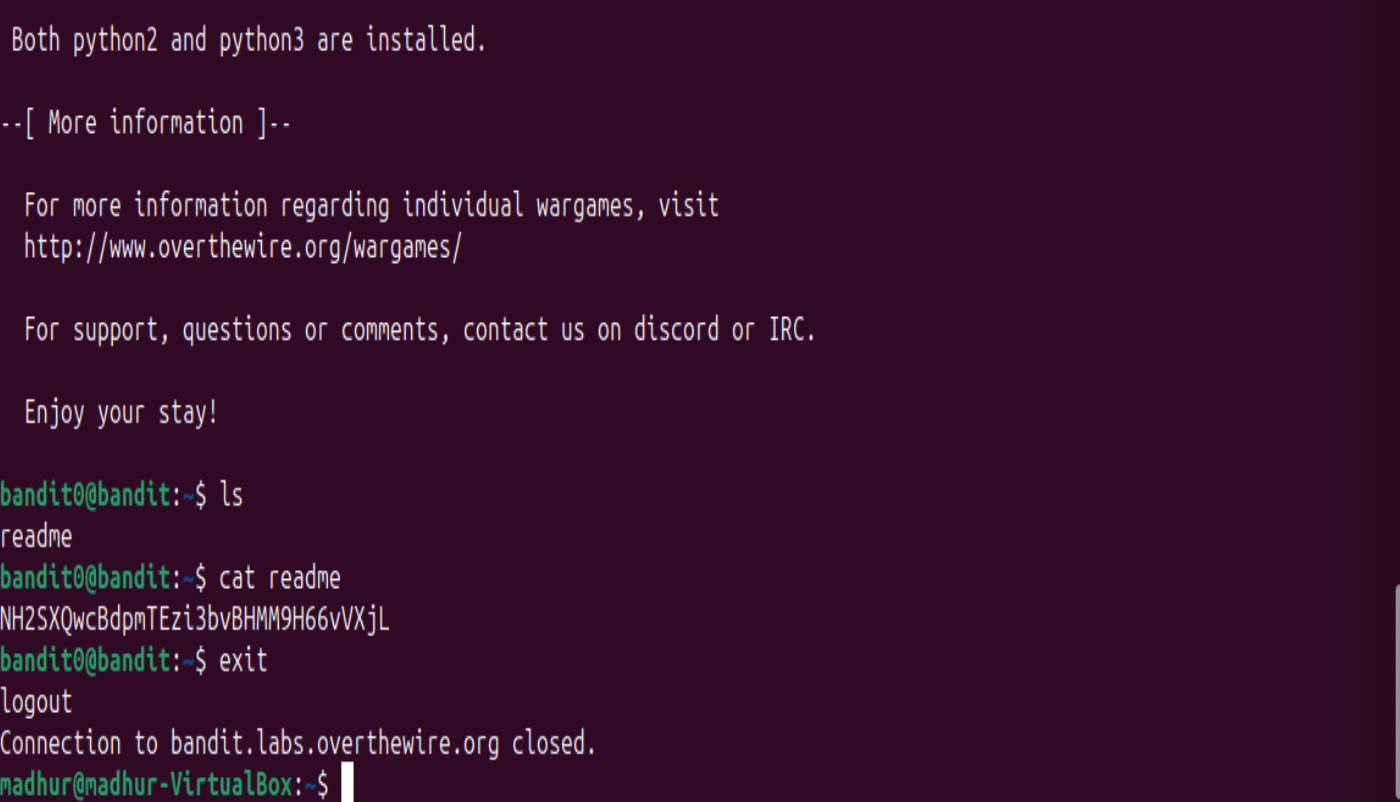 Both python2 and python3 are installed.
--[ More information ]--
For more information regarding individual wargames, visit
http://www.overthewire.org/wargames/
For support, questions or comments, contact us on discord or IRC.
Enjoy your stay!
bandit0@bandit:~$ ls
readme
bandit0@bandit:~$ cat readme
NH2SXQwcBdpmTEzi3bvBHMM9H66vVXjL
bandit0@bandit:~$ exit
logout
Connection to bandit.labs.overthewire.org closed.
madhur@madhur-VirtualBox:~$